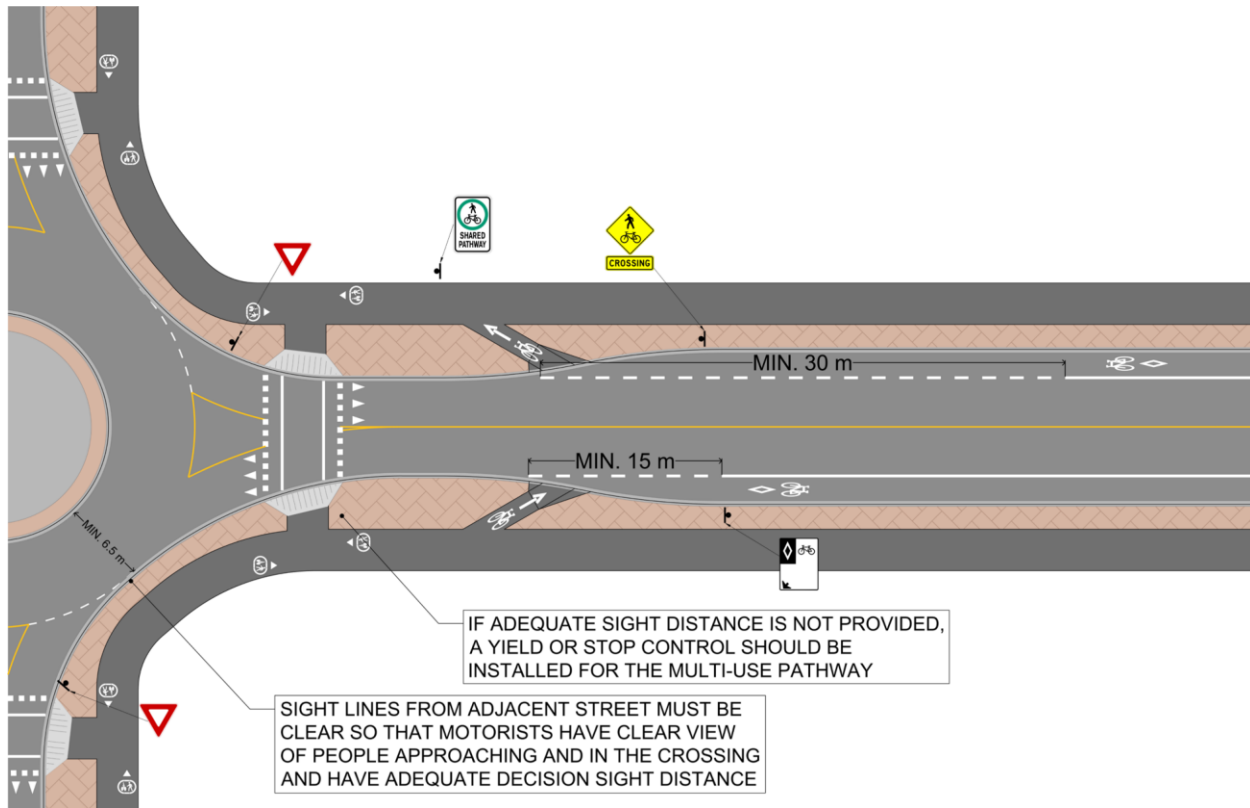 SHARED
PATHWAY
CROSSING
MIN. 30 m
MIN. 15 m
MIN. 6.5 m
IF ADEQUATE SIGHT DISTANCE IS NOT PROVIDED,
A YIELD OR STOP CONTROL SHOULD BE
INSTALLED FOR THE MULTI-USE PATHWAY
SIGHT LINES FROM ADJACENT STREET MUST BE
CLEAR SO THAT MOTORISTS HAVE CLEAR VIEW
OF PEOPLE APPROACHING AND IN THE CROSSING
AND HAVE ADEQUATE DECISION SIGHT DISTANCE